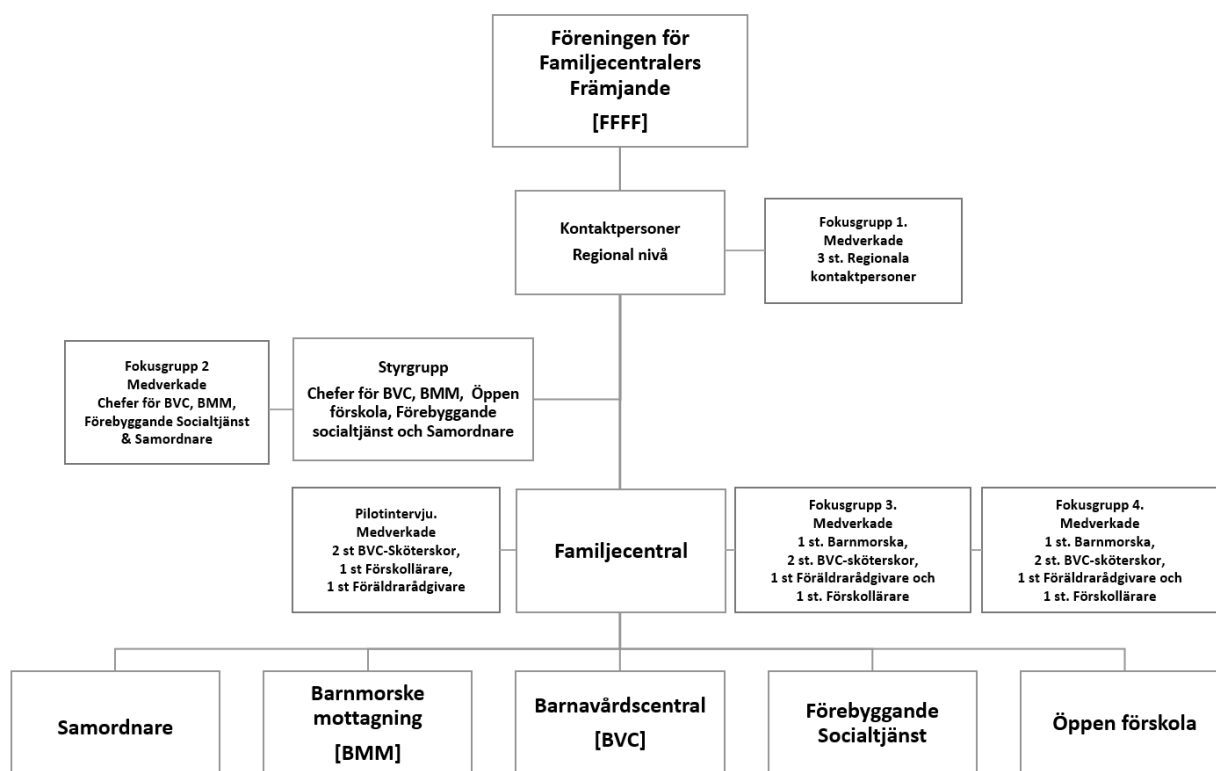 Föreningen för
Familjecentralers
Främjande
[FFFF]
Kontaktpersoner
Regional nivå
Fokusgrupp 1.
Medverkade
3 st. Regionala
kontaktpersoner
Fokusgrupp 2
Medverkade
Chefer för BVC, BMM,
Förebyggande Socialtjänst
& Samordnare
Styrgrupp
Chefer för BVC, BMM, Öppen
förskola, Förebyggande
socialtjänst och Samordnare
Pilotintervju.
Medverkade
2 st BVC-Sköterskor,
1 st Förskollärare,
1 st Föräldrarådgivare
Familjecentral
Fokusgrupp 3.
Medverkade
1 st. Barnmorska,
2 st. BVC-sköterskor,
1 st Föräldrarådgivare och
1 st. Förskollärare
Fokusgrupp 4.
Medverkade
1 st. Barnmorska,
2 st. BVC-sköterskor,
1 st Föräldrarådgivare och
1 st. Förskollärare
Samordnare
Barnmorske
mottagning
[BMM]
Barnavårdscentral
[BVC]
Förebyggande
Socialtjänst
Öppen förskola